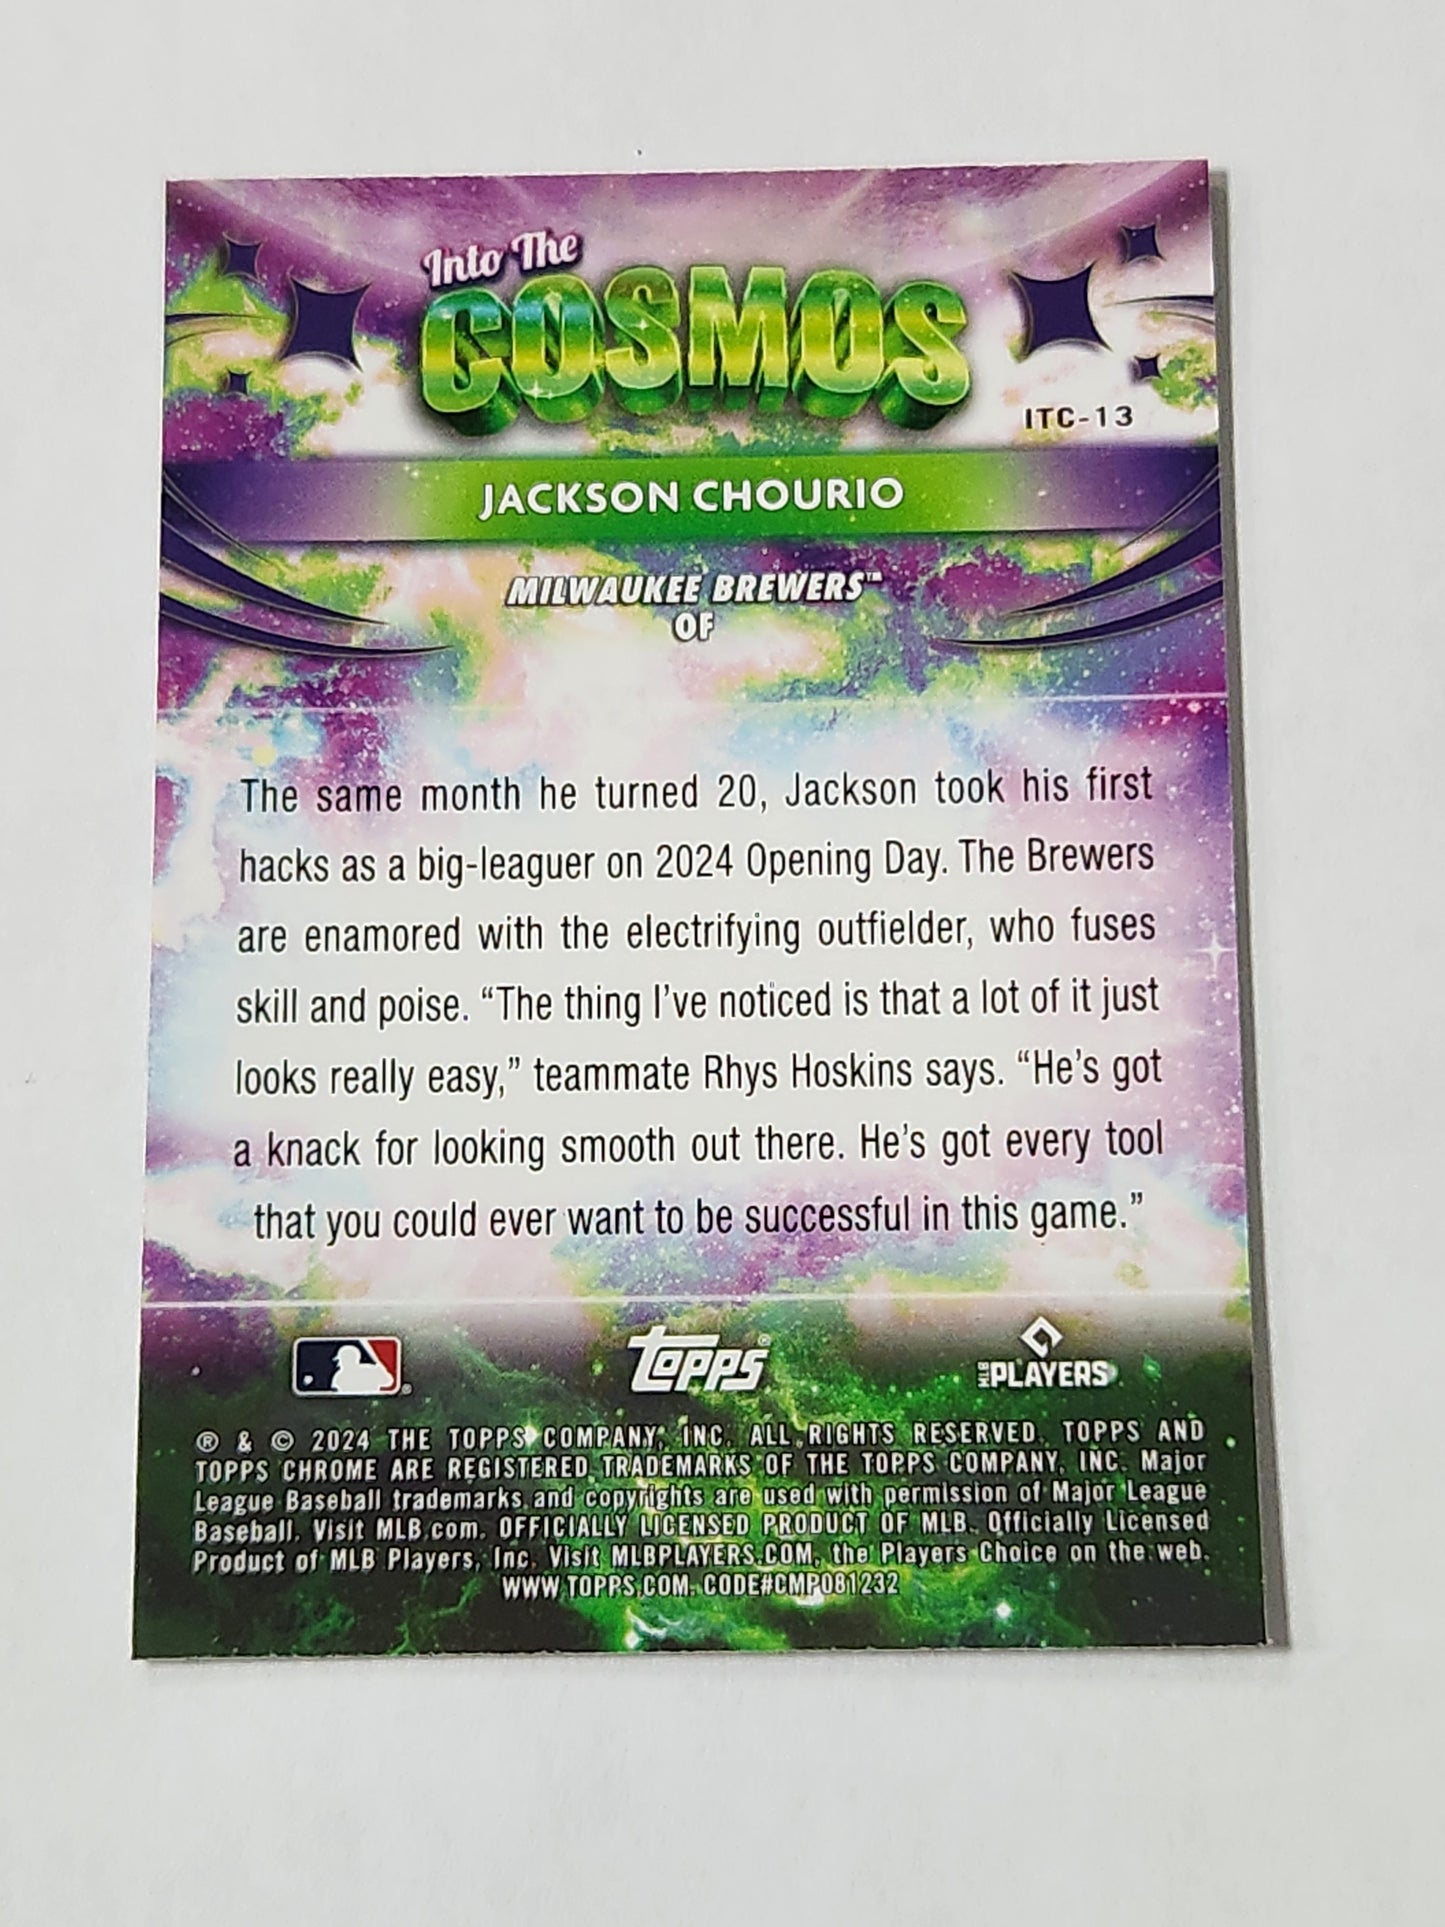 Into The
COSMOS
ITC-13
JACKSON CHOURIO
MILWAUKEE BREWERS™
OF
The same month he turned 20, Jackson took his first
hacks as a big-leaguer on 2024 Opening Day. The Brewers
are enamored with the electrifying outfielder, who fuses
skill and poise. “The thing I’ve noticed is that a lot of it just
looks really easy,” teammate Rhys Hoskins says. “He’s got
a knack for looking smooth out there. He’s got every tool
that you could ever want to be successful in this game.”
® topps® MLB PLAYERS
® & © 2024 THE TOPPS COMPANY, INC. ALL RIGHTS RESERVED. TOPPS AND
TOPPS CHROME ARE REGISTERED TRADEMARKS OF THE TOPPS COMPANY, INC. Major
League Baseball trademarks and copyrights are used with permission of Major League
Baseball. Visit MLB.com. OFFICIALLY LICENSED PRODUCT OF MLB. Officially Licensed
Product of MLB Players, Inc. Visit MLBPLAYERS.COM, the Players Choice on the web.
WWW.TOPPS.COM. CODE#CMP081232